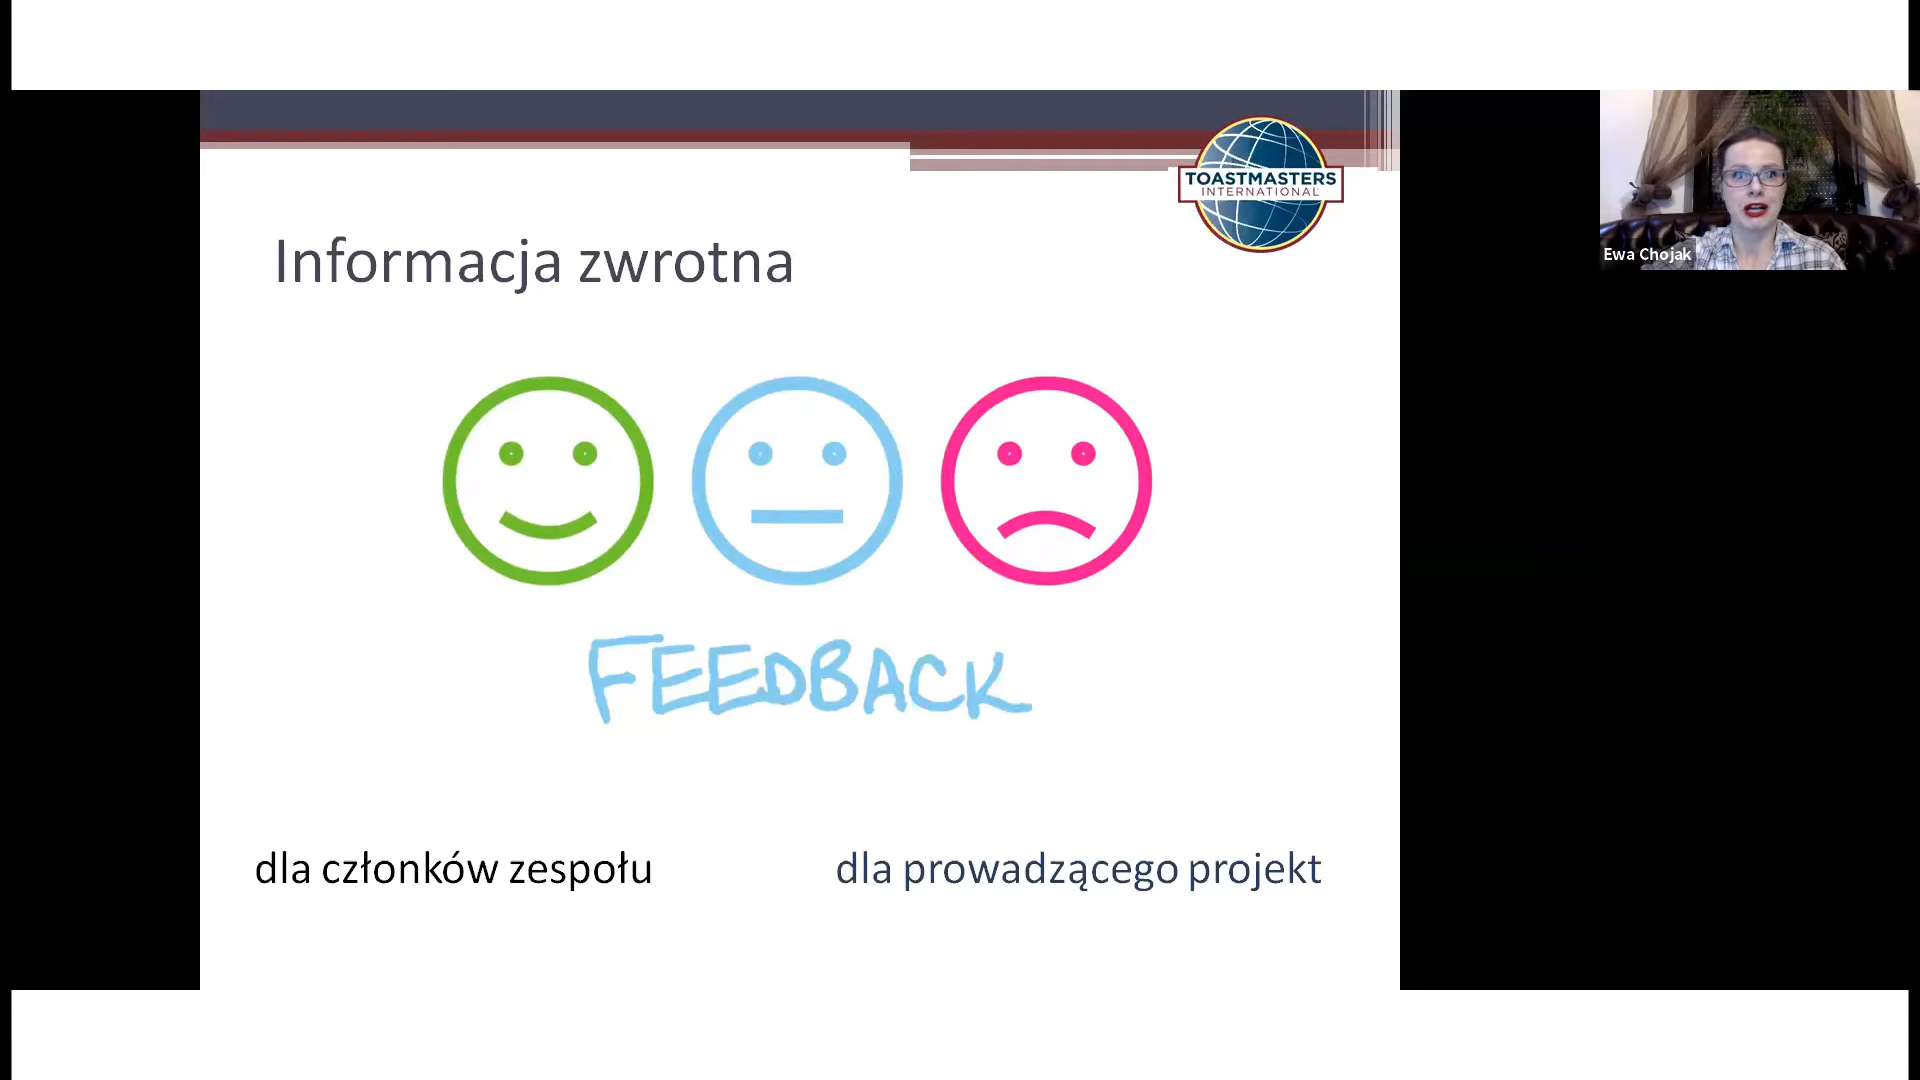 TOASTMASTERS
INTERNATIONAL
Ewa Chojak
Informacja zwrotna
FEEDBACK
dla członków zespołu
dla prowadzącego projekt